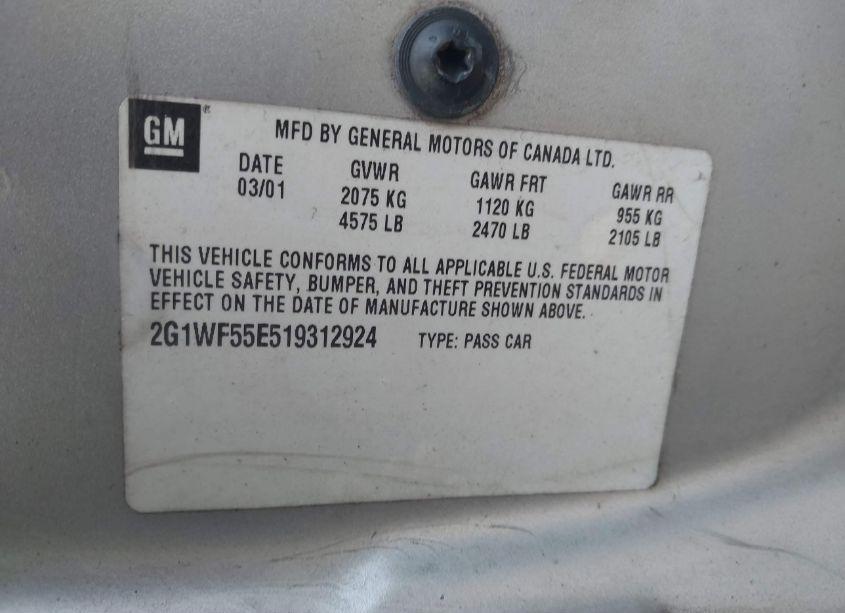 GM
MFD BY GENERAL MOTORS OF CANADA LTD.
DATE GVWR GAWR FRT GAWR RR
03/01 2075 KG 1120 KG 955 KG
4575 LB 2470 LB 2105 LB
THIS VEHICLE CONFORMS TO ALL APPLICABLE U.S. FEDERAL MOTOR
VEHICLE SAFETY, BUMPER, AND THEFT PREVENTION STANDARDS IN
EFFECT ON THE DATE OF MANUFACTURE SHOWN ABOVE.
2G1WF55E519312924 TYPE: PASS CAR